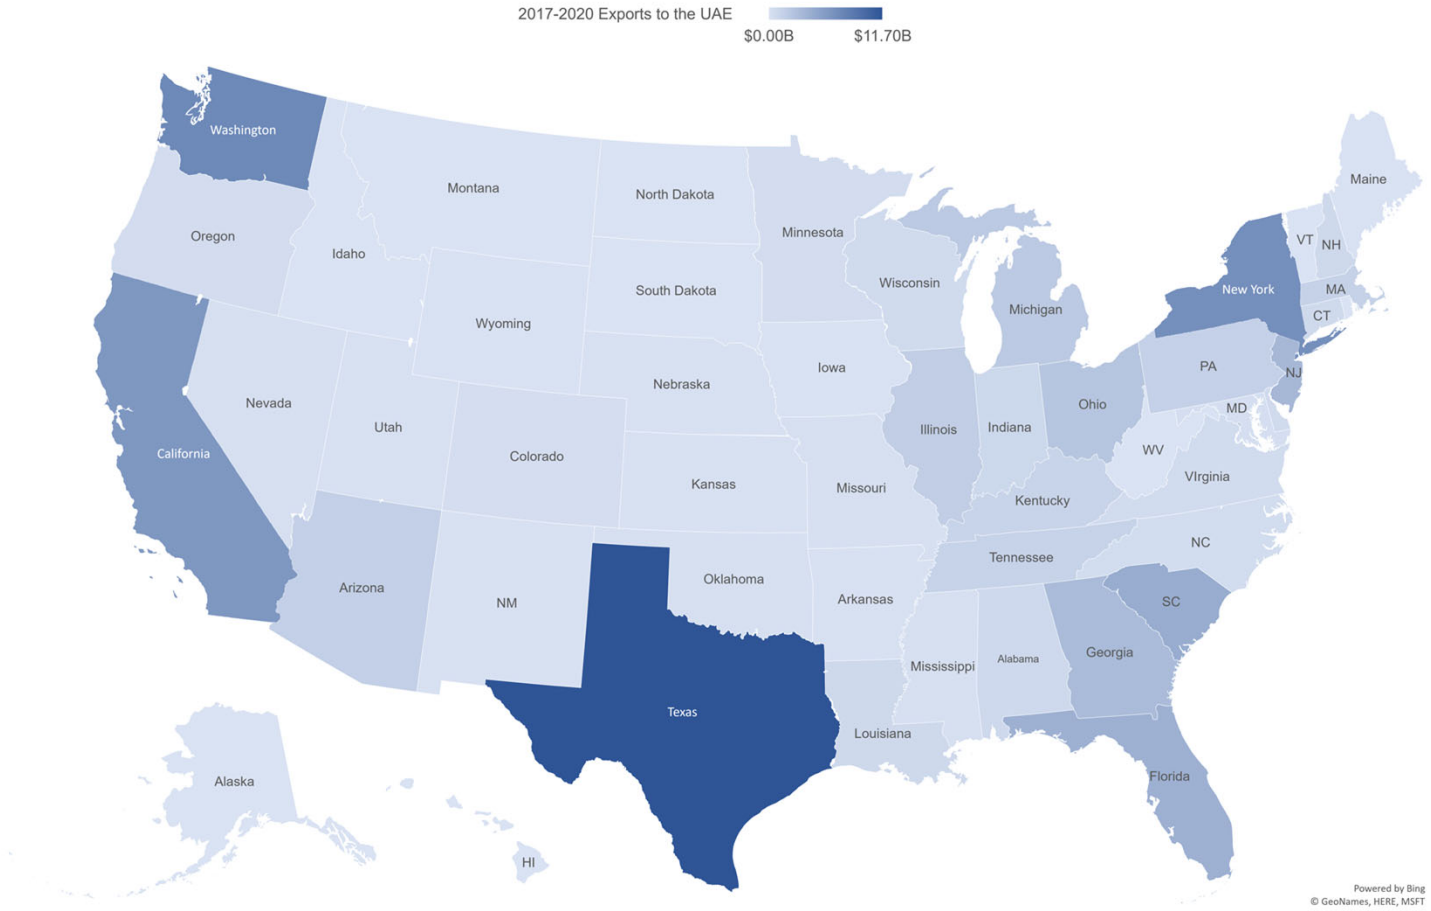 2017-2020 Exports to the UAE
$0.00B $11.70B
Washington
Montana
North Dakota
Minnesota
Maine
Oregon
Idaho
VT
NH
Wisconsin
South Dakota
Michigan
New York
MA
CT
Wyoming
Iowa
PA
NJ
Nebraska
Nevada
Ohio
MD
Utah
Illinois
Indiana
WV
California
Colorado
Kansas
Missouri
VIrginia
Kentucky
NC
Tennessee
Arizona
NM
Oklahoma
Arkansas
SC
Mississippi
Alabama
Georgia
Texas
Louisiana
Florida
Alaska
HI
Powered by Bing
© GeoNames, HERE, MSFT